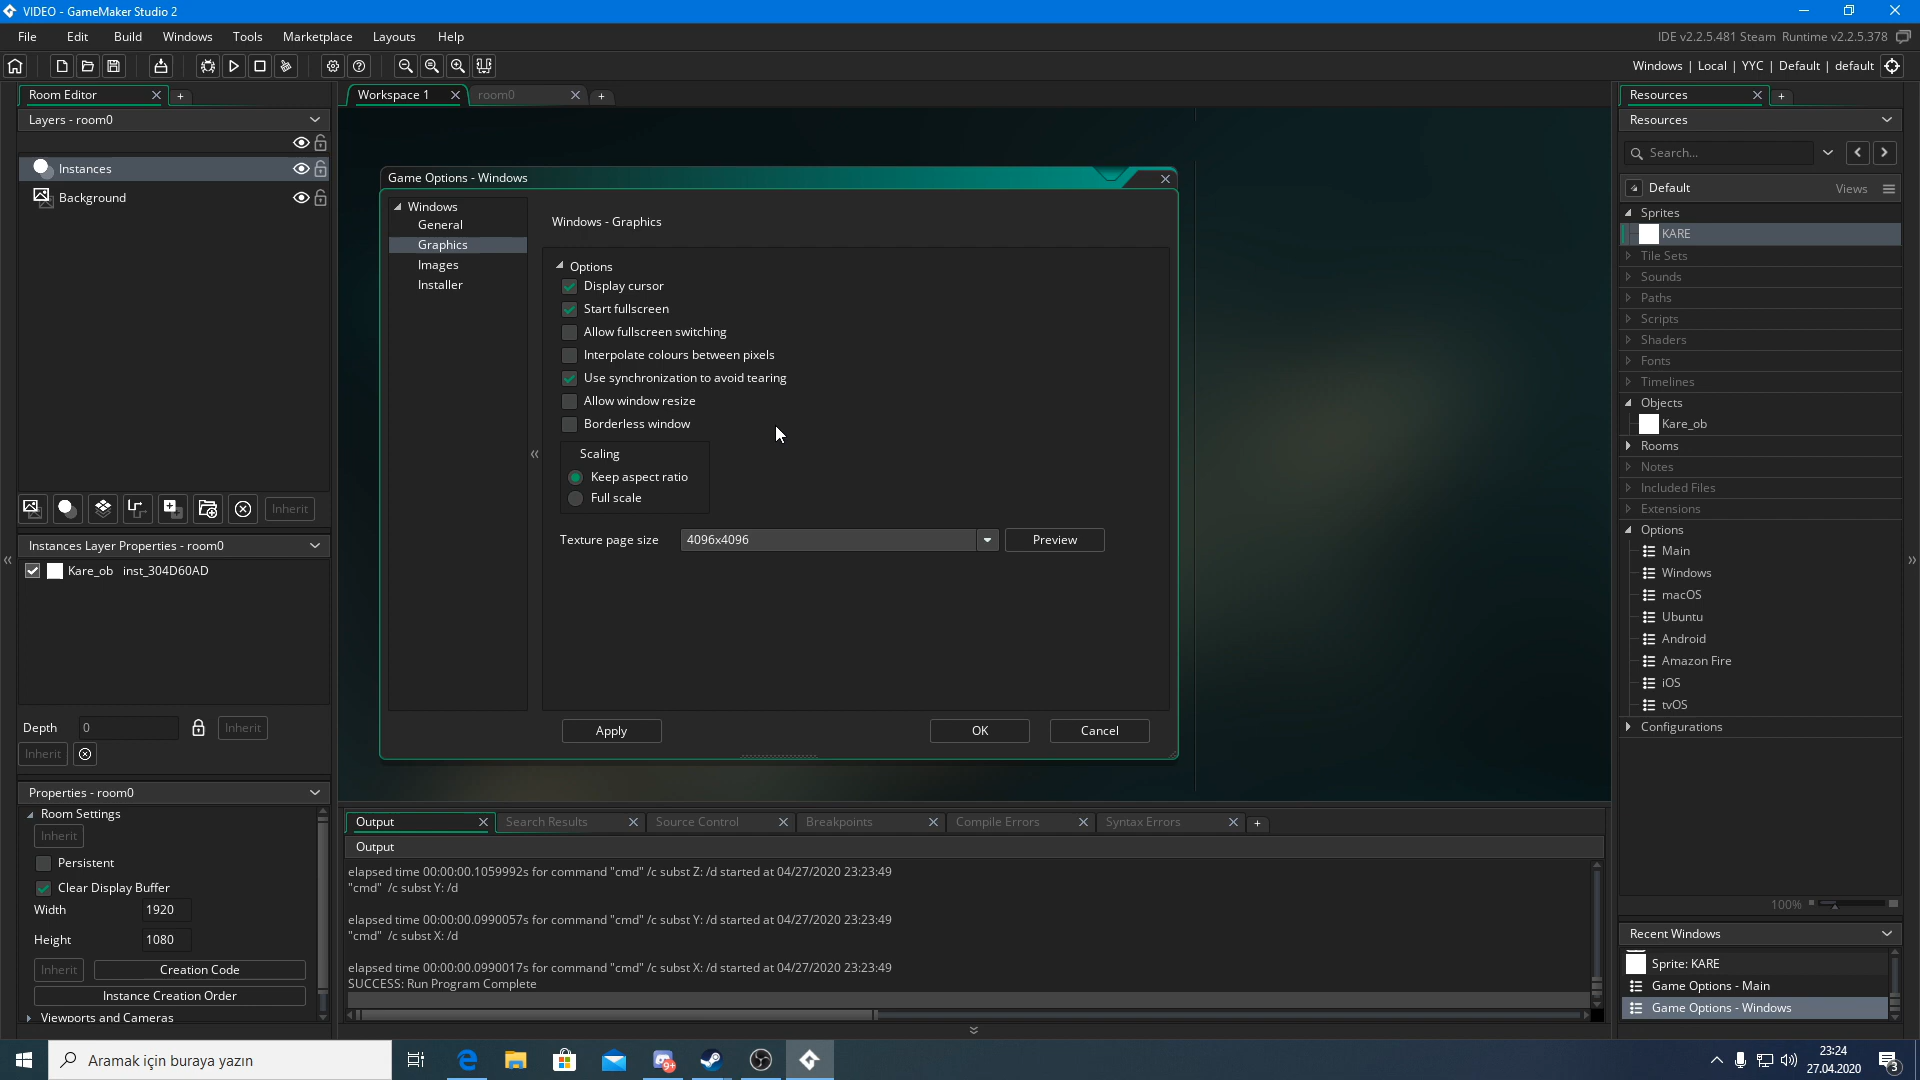 VIDEO - GameMaker Studio 2
File Edit Build Windows Tools Marketplace Layouts Help
IDE v2.2.5.481 Steam Runtime v2.2.5.378
Windows | Local | YYC | Default | default
Room Editor
Layers - room0
Instances
Background
Inherit
Instances Layer Properties - room0
Kare_ob inst_304D60AD
Depth 0 Inherit
Inherit
Properties - room0
Room Settings
Inherit
Persistent
Clear Display Buffer
Width 1920
Height 1080
Inherit Creation Code
Instance Creation Order
Viewports and Cameras
Workspace 1 room0
Game Options - Windows
Windows
General
Graphics
Images
Installer
Windows - Graphics
Options
Display cursor
Start fullscreen
Allow fullscreen switching
Interpolate colours between pixels
Use synchronization to avoid tearing
Allow window resize
Borderless window
Scaling
Keep aspect ratio
Full scale
Texture page size 4096x4096 Preview
Apply OK Cancel
Output Search Results Source Control Breakpoints Compile Errors Syntax Errors
Output
elapsed time 00:00:00.1059992s for command "cmd" /c subst Z: /d started at 04/27/2020 23:23:49
"cmd" /c subst Y: /d
elapsed time 00:00:00.0990057s for command "cmd" /c subst Y: /d started at 04/27/2020 23:23:49
"cmd" /c subst X: /d
elapsed time 00:00:00.0990017s for command "cmd" /c subst X: /d started at 04/27/2020 23:23:49
SUCCESS: Run Program Complete
Resources
Resources
Search...
Default Views
Sprites
KARE
Tile Sets
Sounds
Paths
Scripts
Shaders
Fonts
Timelines
Objects
Kare_ob
Rooms
Notes
Included Files
Extensions
Options
Main
Windows
macOS
Ubuntu
Android
Amazon Fire
iOS
tvOS
Configurations
100%
Recent Windows
Sprite: KARE
Game Options - Main
Game Options - Windows
Aramak için buraya yazın
9+
23:24
27.04.2020
3